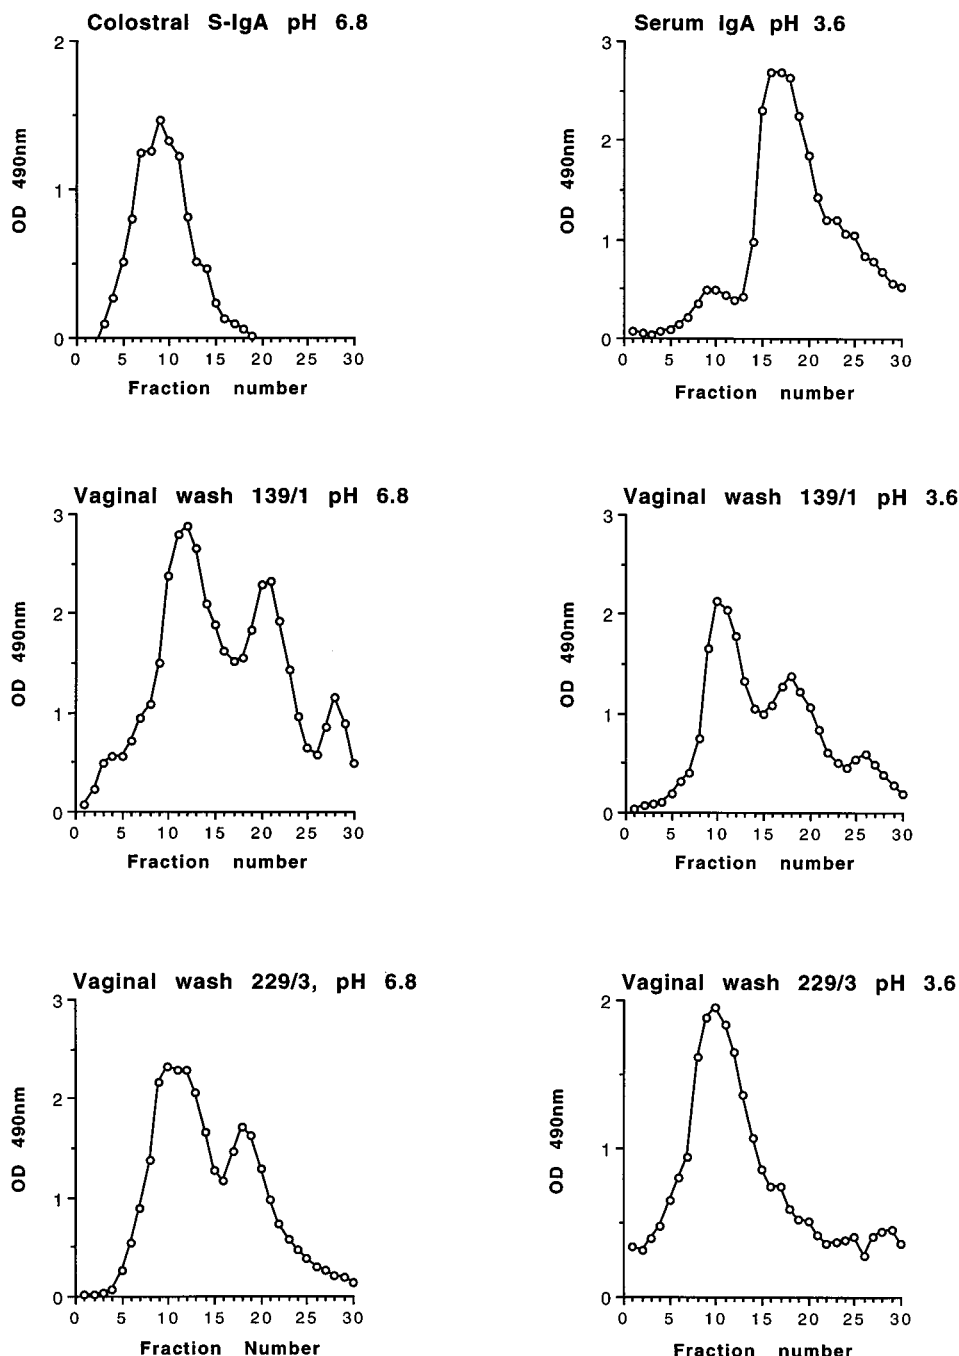 Colostral S-IgA pH 6.8
2
1
0
OD 490nm
0 5 10 15 20 25 30
Fraction number
Serum IgA pH 3.6
3
2
1
0
OD 490nm
0 5 10 15 20 25 30
Fraction number
Vaginal wash 139/1 pH 6.8
3
2
1
0
OD 490nm
0 5 10 15 20 25 30
Fraction number
Vaginal wash 139/1 pH 3.6
3
2
1
0
OD 490nm
0 5 10 15 20 25 30
Fraction number
Vaginal wash 229/3, pH 6.8
3
2
1
0
OD 490nm
0 5 10 15 20 25 30
Fraction Number
Vaginal wash 229/3 pH 3.6
2
1
0
OD 490nm
0 5 10 15 20 25 30
Fraction number